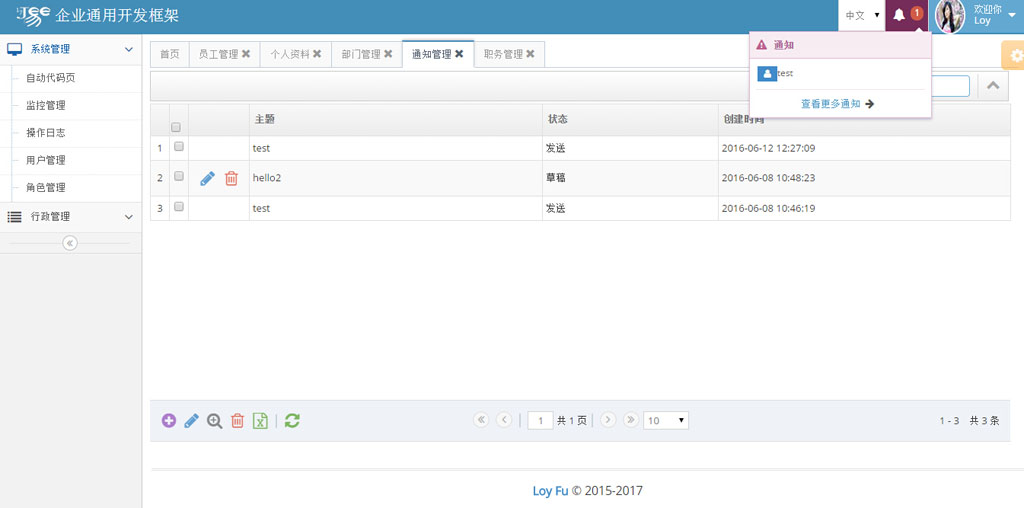 JSE 企业通用开发框架
中文
1
欢迎你
Loy
系统管理
自动代码页
监控管理
操作日志
用户管理
角色管理
行政管理
首页 员工管理 个人资料 部门管理 通知管理 职务管理
通知
test
查看更多通知
主题 状态 创建时间
1 test 发送 2016-06-12 12:27:09
2 hello2 草稿 2016-06-08 10:48:23
3 test 发送 2016-06-08 10:46:19
1 共 1 页 10 1 - 3 共 3 条
Loy Fu © 2015-2017